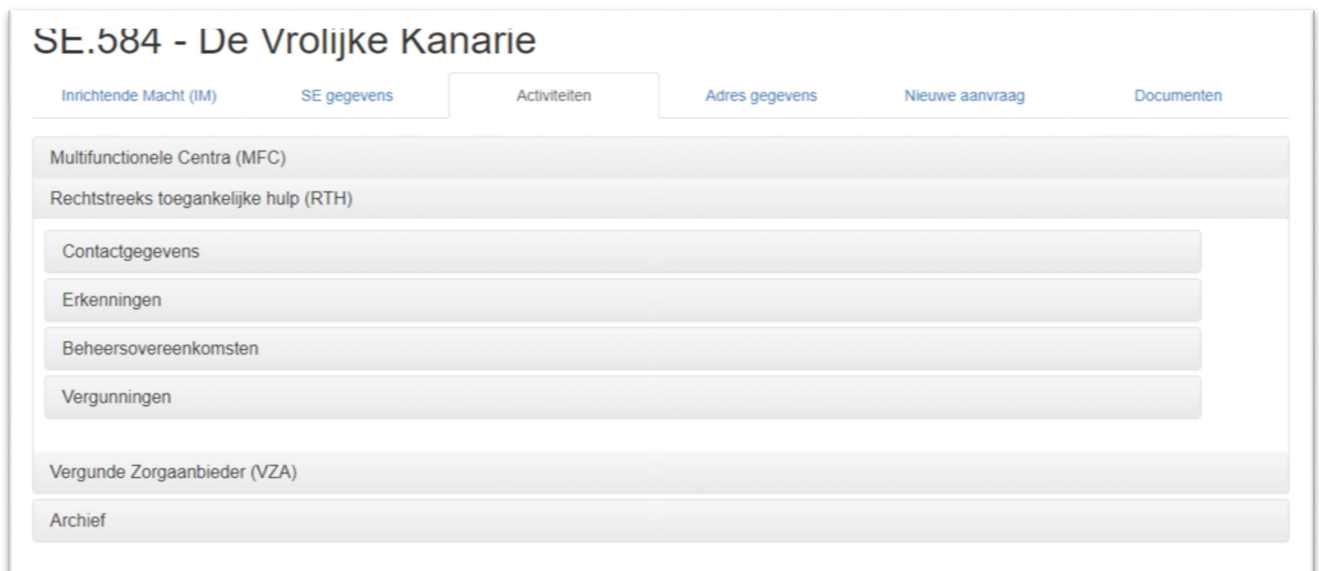 SE.584 - De Vrolijke Kanarie
Inrichtende Macht (IM) SE gegevens Activiteiten Adres gegevens Nieuwe aanvraag Documenten
Multifunctionele Centra (MFC)
Rechtstreeks toegankelijke hulp (RTH)
Contactgegevens
Erkenningen
Beheersovereenkomsten
Vergunningen
Vergunde Zorgaanbieder (VZA)
Archief